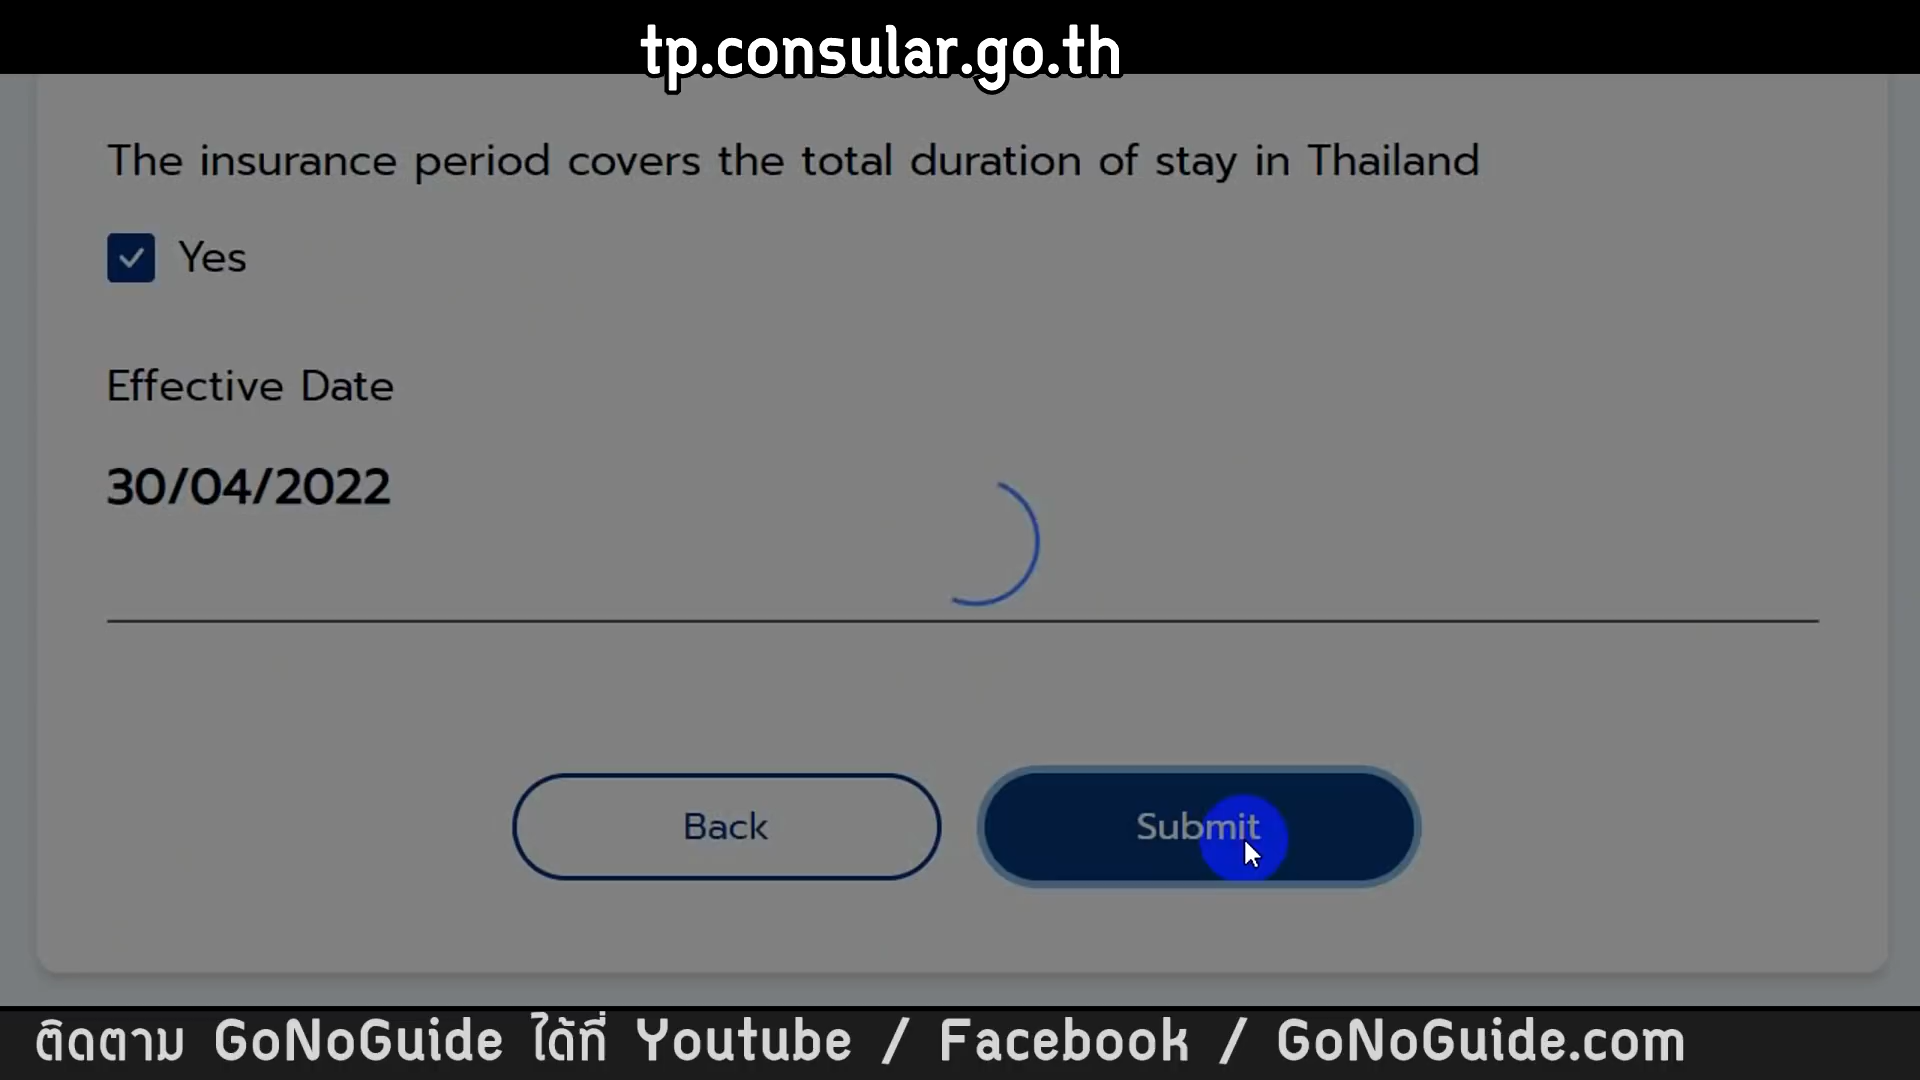 tp.consular.go.th
The insurance period covers the total duration of stay in Thailand
Yes
Effective Date
30/04/2022
Back
Submit
ติดตาม GoNoGuide ได้ที่ Youtube / Facebook / GoNoGuide.com